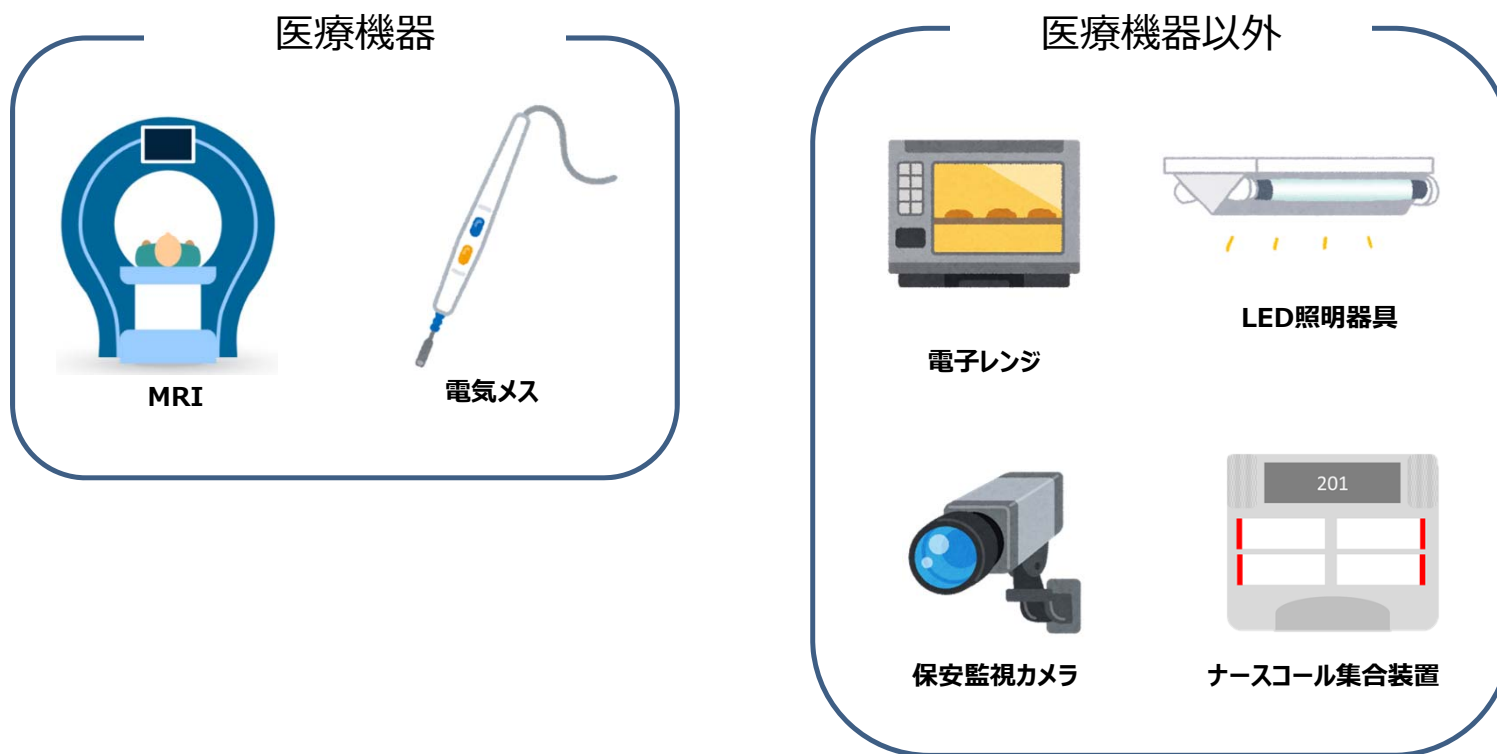 医療機器
MRI
電気メス
医療機器以外
電子レンジ
LED照明器具
保安監視カメラ
201
ナースコール集合装置